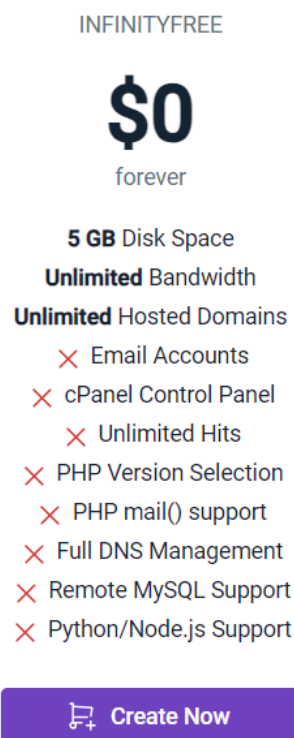 INFINITYFREE
$0
forever
5 GB Disk Space
Unlimited Bandwidth
Unlimited Hosted Domains
Email Accounts
cPanel Control Panel
Unlimited Hits
PHP Version Selection
PHP mail() support
Full DNS Management
Remote MySQL Support
Python/Node.js Support
Create Now